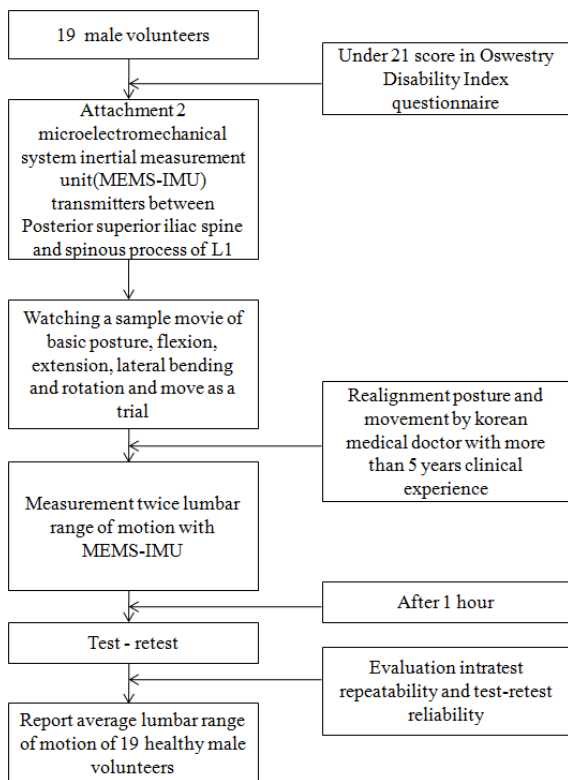 19 male volunteers
Under 21 score in Oswestry
Disability Index
questionnaire
Attachment 2
microelectromechanical
system inertial measurement
unit(MEMS-IMU)
transmitters between
Posterior superior iliac spine
and spinous process of L1
Watching a sample movie of
basic posture, flexion,
extension, lateral bending
and rotation and move as a
trial
Realignment posture and
movement by korean
medical doctor with more
than 5 years clinical
experience
Measurement twice lumbar
range of motion with
MEMS-IMU
After 1 hour
Test - retest
Evaluation intratest
repeatability and test-retest
reliability
Report average lumbar range
of motion of 19 healthy male
volunteers